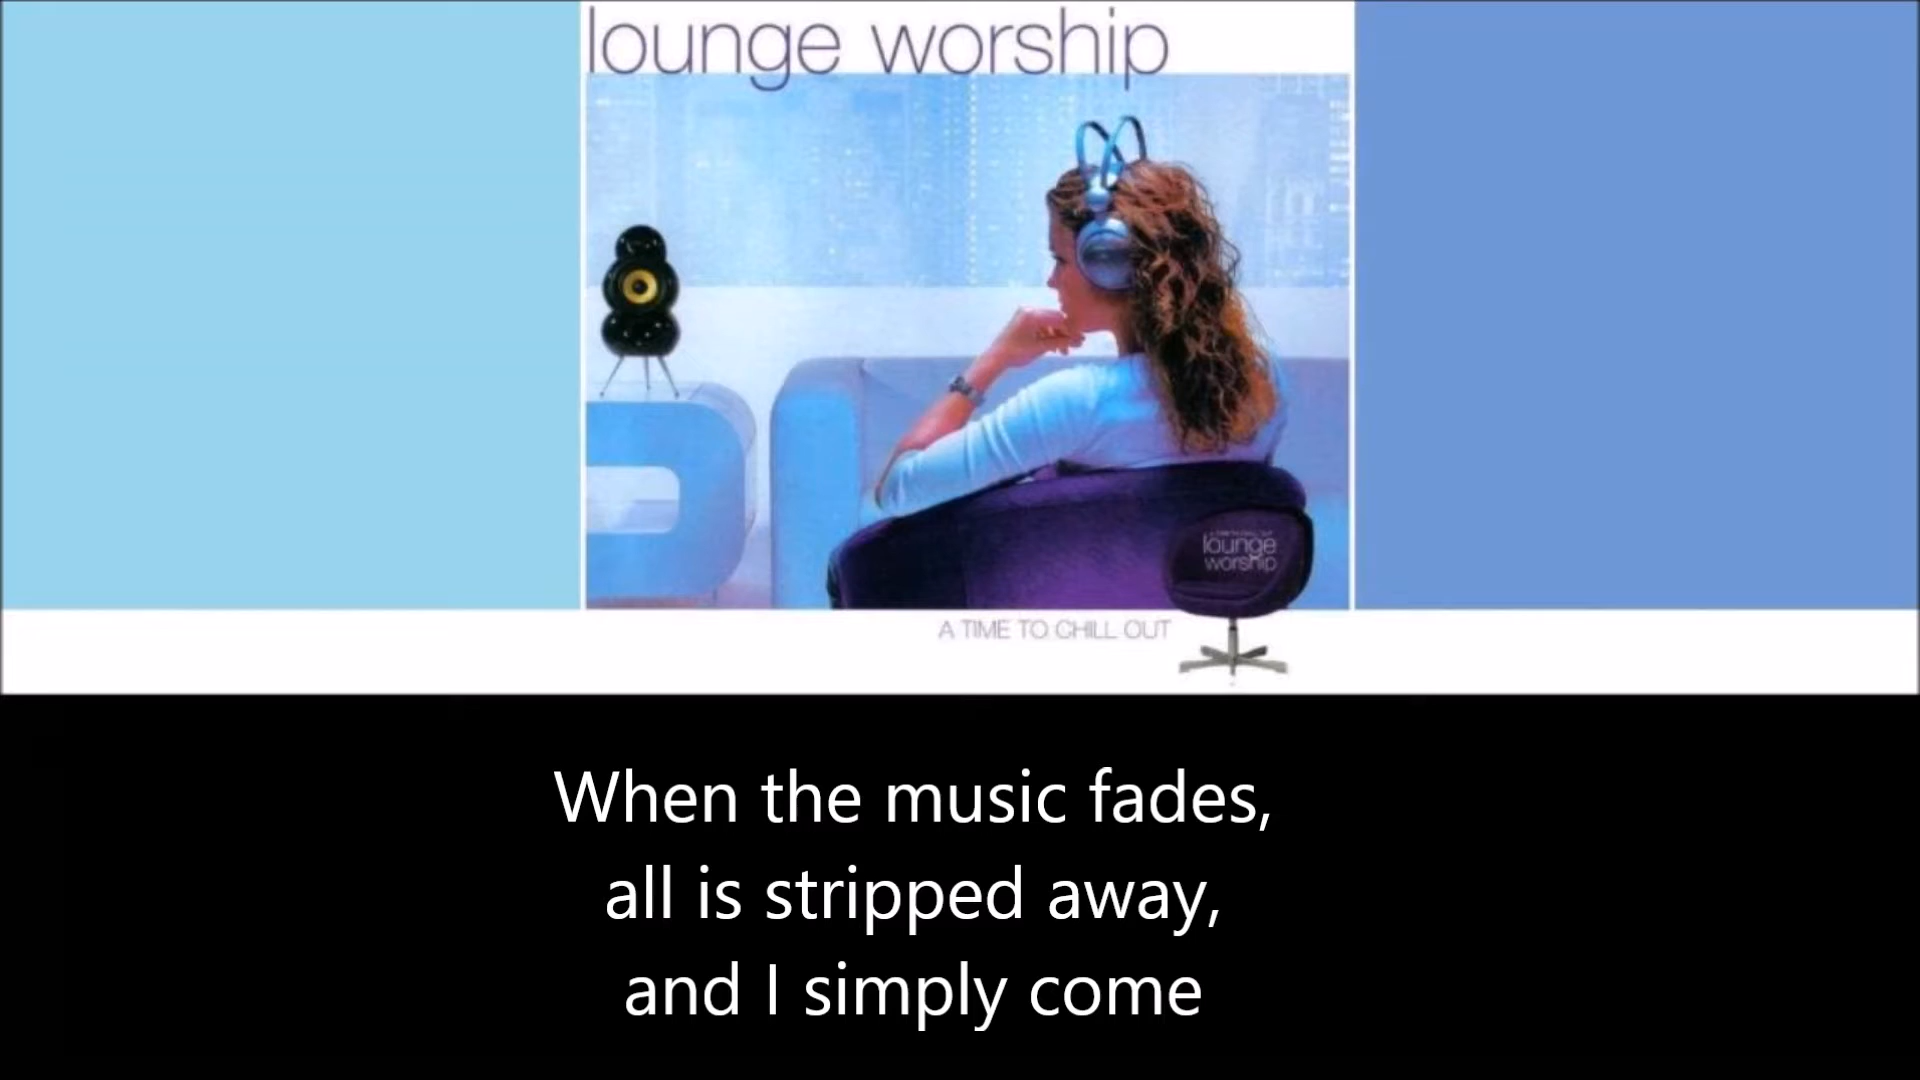 lounge worship
lounge
worship
A TIME TO CHILL OUT
When the music fades,
all is stripped away,
and I simply come